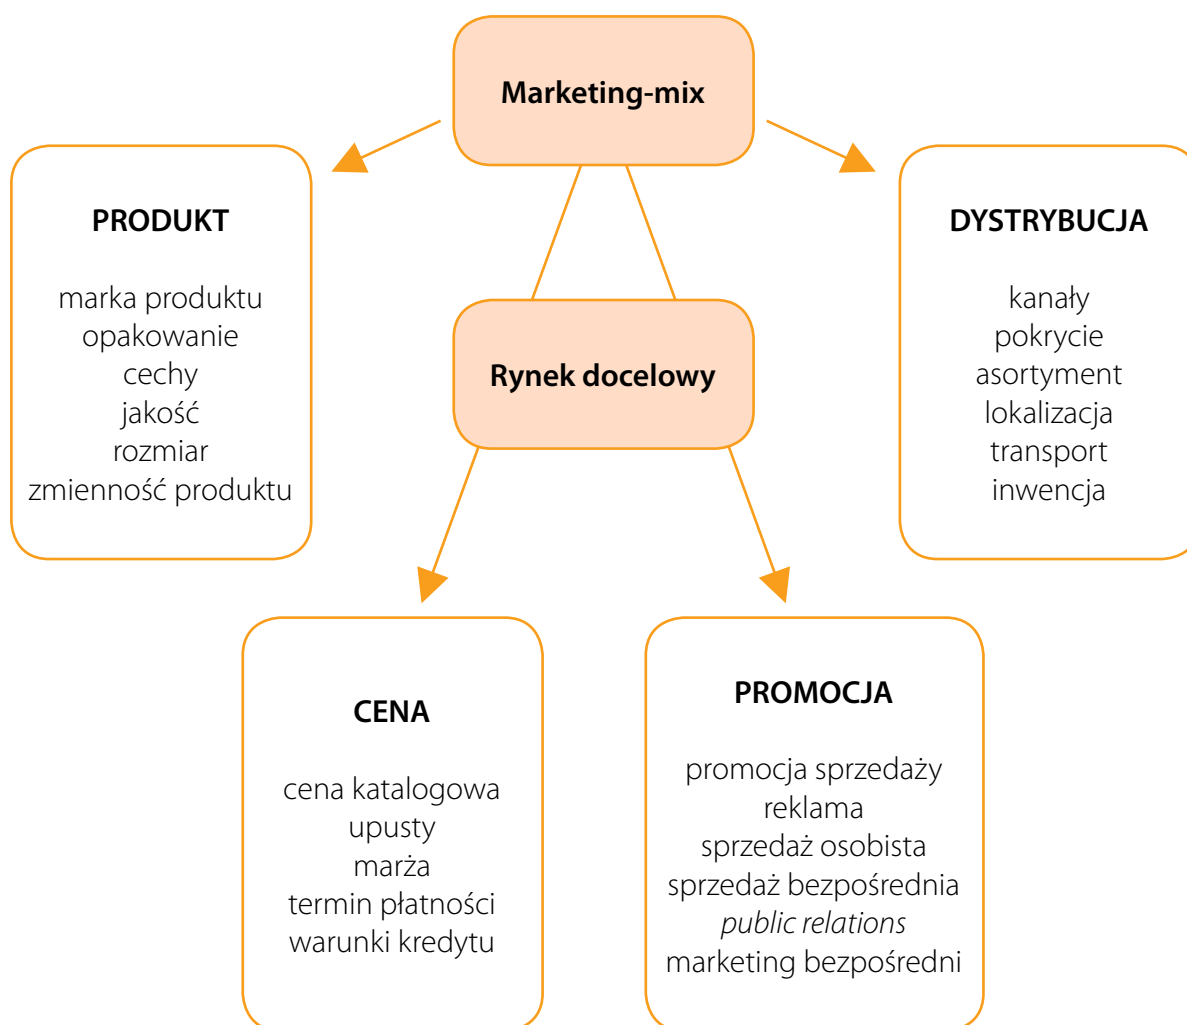 Marketing-mix
PRODUKT
marka produktu
opakowanie
cechy
jakość
rozmiar
zmienność produktu
DYSTRYBUCJA
kanały
pokrycie
asortyment
lokalizacja
transport
inwencja
Rynek docelowy
CENA
cena katalogowa
upusty
marża
termin płatności
warunki kredytu
PROMOCJA
promocja sprzedaży
reklama
sprzedaż osobista
sprzedaż bezpośrednia
public relations
marketing bezpośredni